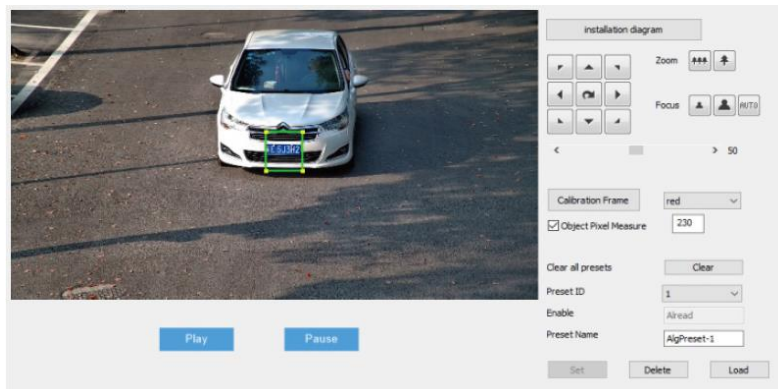 installation diagram
Zoom
Focus
AUTO
50
Calibration Frame
red
Object Pixel Measure
230
Clear all presets
Clear
Preset ID
1
Enable
Alread
Preset Name
AlgPreset-1
Play
Pause
Set
Delete
Load